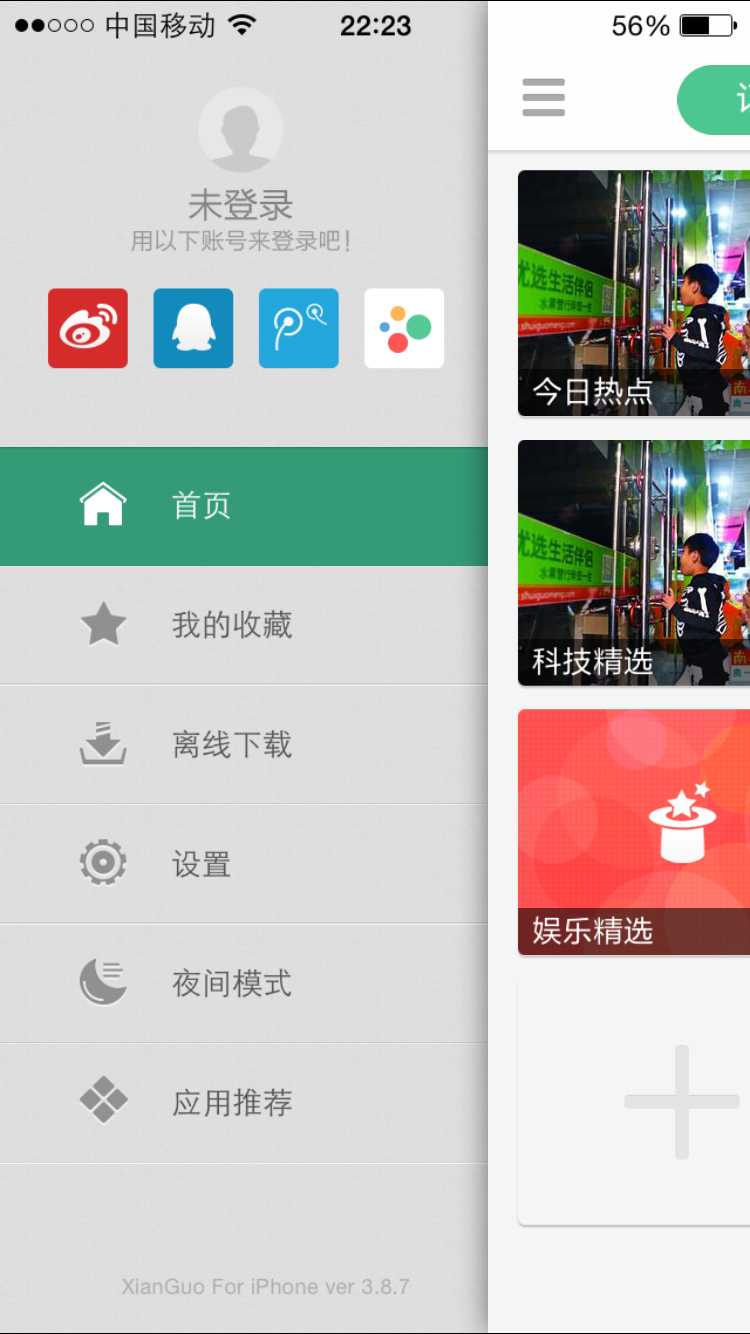 中国移动 22:23 56%
未登录
用以下账号来登录吧!
首页
我的收藏
离线下载
设置
夜间模式
应用推荐
XianGuo For iPhone ver 3.8.7
优选生活伴侣
.shuiguomeng.com
今日热点
优选生活伴侣
.shuiguomeng.com
科技精选
娱乐精选